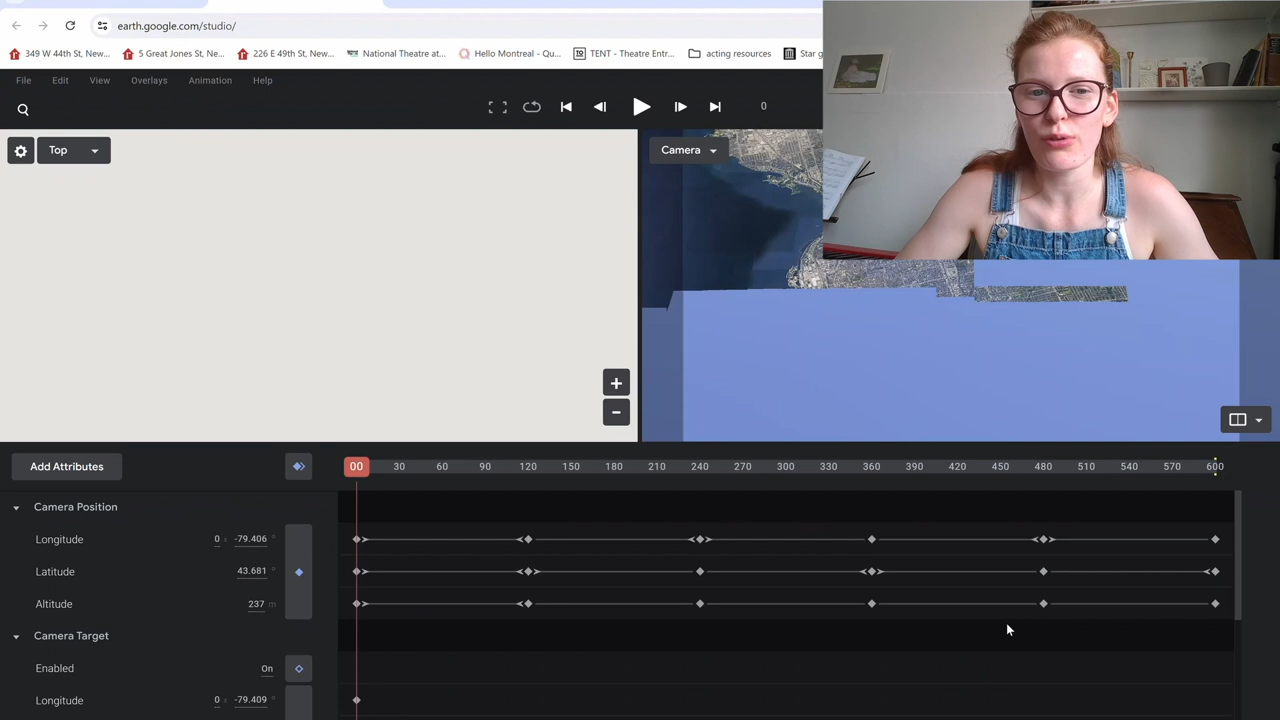 earth.google.com/studio/
349 W 44th St, New...
5 Great Jones St, Ne...
226 E 49th St, New...
National Theatre at...
Hello Montreal - Qu...
TENT - Theatre Entr...
acting resources
Star g
File Edit View Overlays Animation Help
0
Top
Camera
+
−
Add Attributes
00 30 60 90 120 150 180 210 240 270 300 330 360 390 420 450 480 510 540 570 600
Camera Position
Longitude 0 x -79.406 °
Latitude 43.681 °
Altitude 237 m
Camera Target
Enabled On
Longitude 0 x -79.409 °